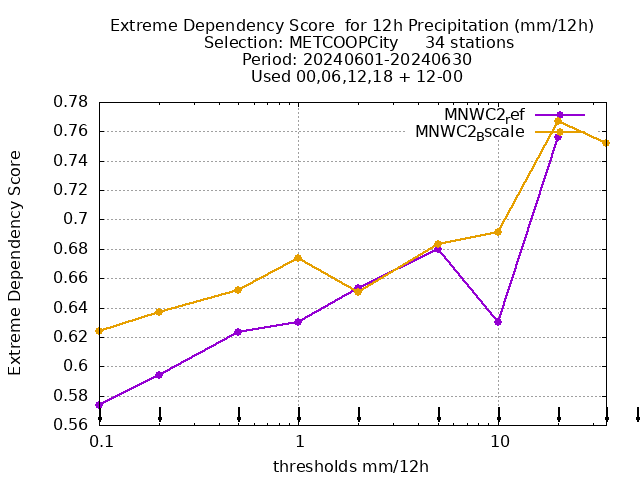 Extreme Dependency Score  for 12h Precipitation (mm/12h)
Selection: METCOOPCity     34 stations
Period: 20240601-20240630
Used 00,06,12,18 + 12-00
MNWC2ref
MNWC2Bscale
Extreme Dependency Score
0.78
0.76
0.74
0.72
0.7
0.68
0.66
0.64
0.62
0.6
0.58
0.56
0.1
1
10
thresholds mm/12h